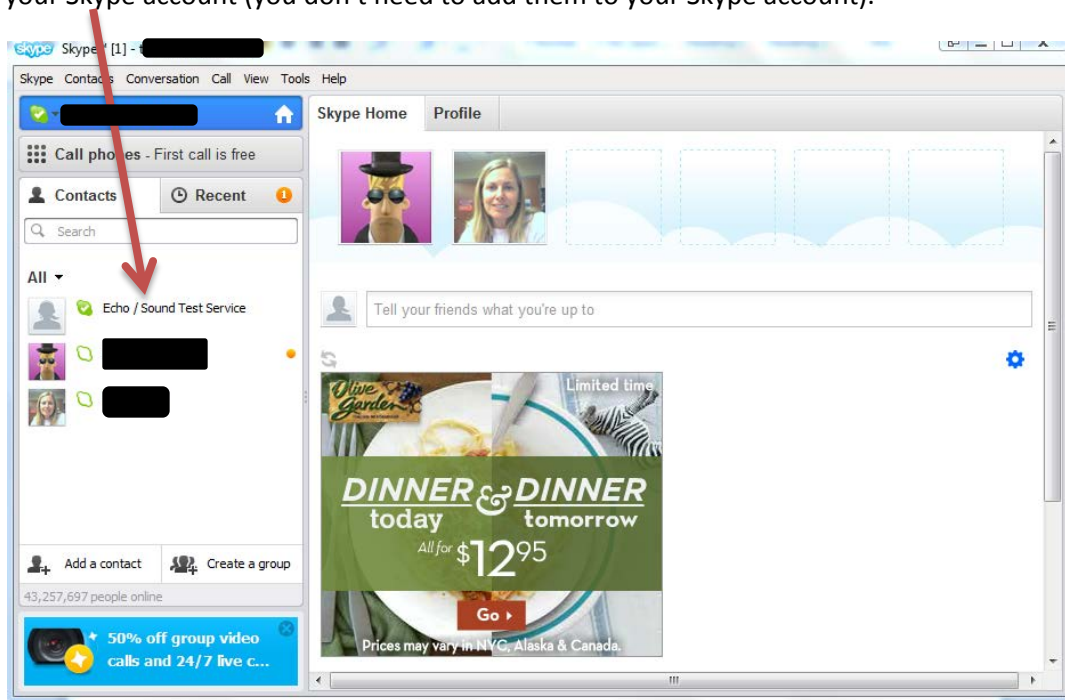 your Skype account (you don't need to add them to your Skype account).
skype Skype™ [1] -
Skype Contacts Conversation Call View Tools Help
Skype Home Profile
Call phones - First call is free
Contacts Recent 1
Search
All
Echo / Sound Test Service
Tell your friends what you're up to
Olive Garden
Limited time
DINNER & DINNER
today tomorrow
All for $12.95
Go
Prices may vary in NYC, Alaska & Canada.
Add a contact Create a group
43,257,697 people online
50% off group video
calls and 24/7 live c...